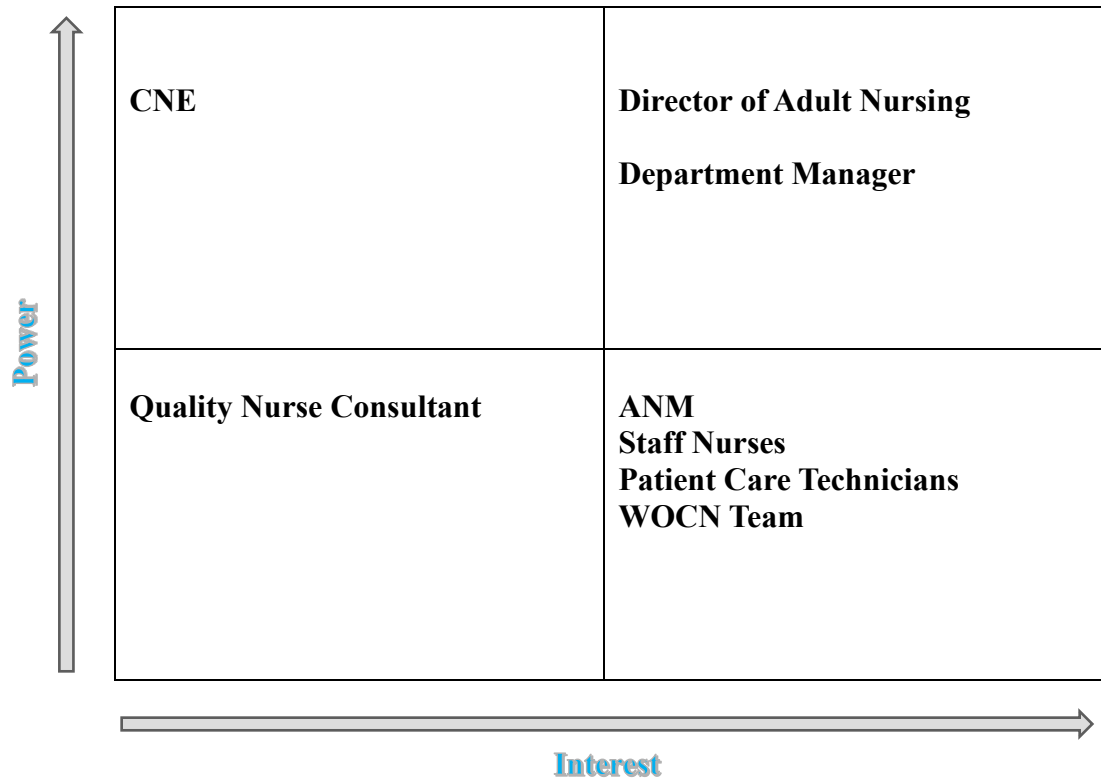 CNE
Director of Adult Nursing
Department Manager
Power
Quality Nurse Consultant
ANM
Staff Nurses
Patient Care Technicians
WOCN Team
Interest